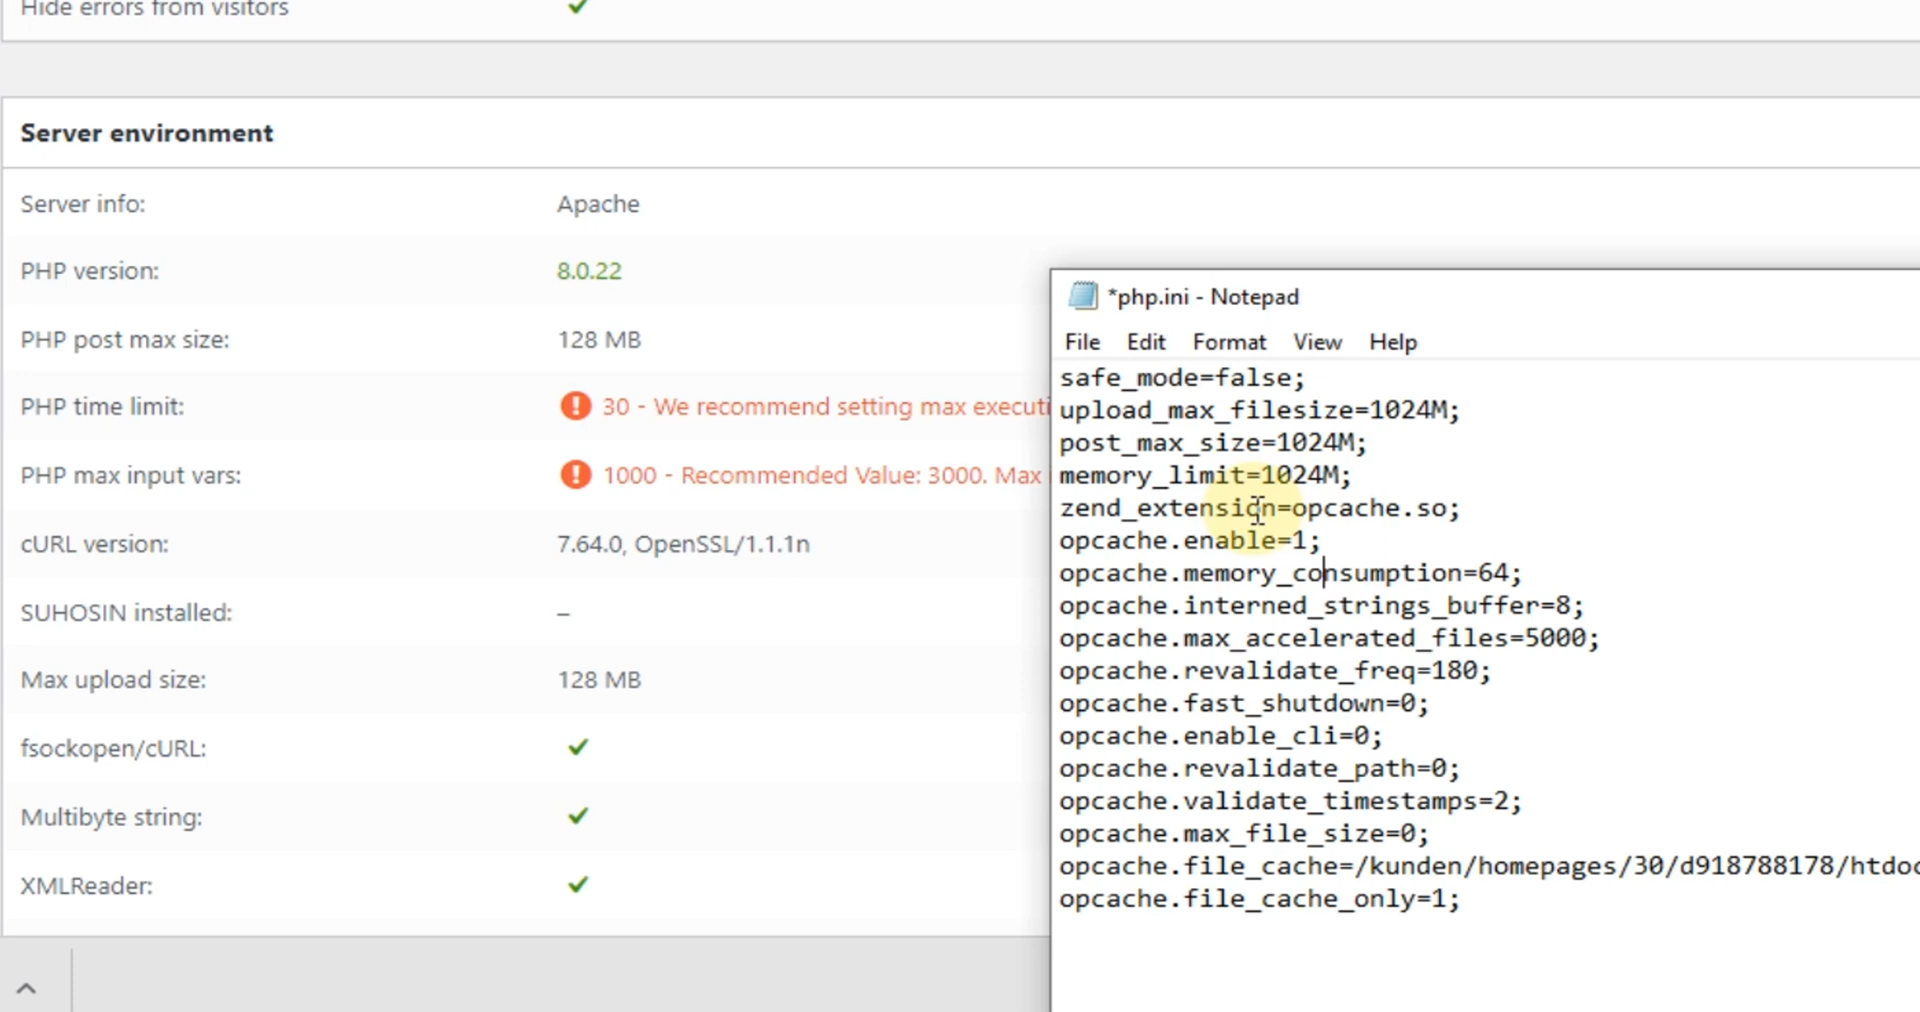 Hide errors from visitors
Server environment
Server info: Apache
PHP version: 8.0.22
PHP post max size: 128 MB
PHP time limit: 30 - We recommend setting max executi
PHP max input vars: 1000 - Recommended Value: 3000. Max
cURL version: 7.64.0, OpenSSL/1.1.1n
SUHOSIN installed: –
Max upload size: 128 MB
fsockopen/cURL:
Multibyte string:
XMLReader:
*php.ini - Notepad
File Edit Format View Help
safe_mode=false;
upload_max_filesize=1024M;
post_max_size=1024M;
memory_limit=1024M;
zend_extension=opcache.so;
opcache.enable=1;
opcache.memory_consumption=64;
opcache.interned_strings_buffer=8;
opcache.max_accelerated_files=5000;
opcache.revalidate_freq=180;
opcache.fast_shutdown=0;
opcache.enable_cli=0;
opcache.revalidate_path=0;
opcache.validate_timestamps=2;
opcache.max_file_size=0;
opcache.file_cache=/kunden/homepages/30/d918788178/htdoc
opcache.file_cache_only=1;